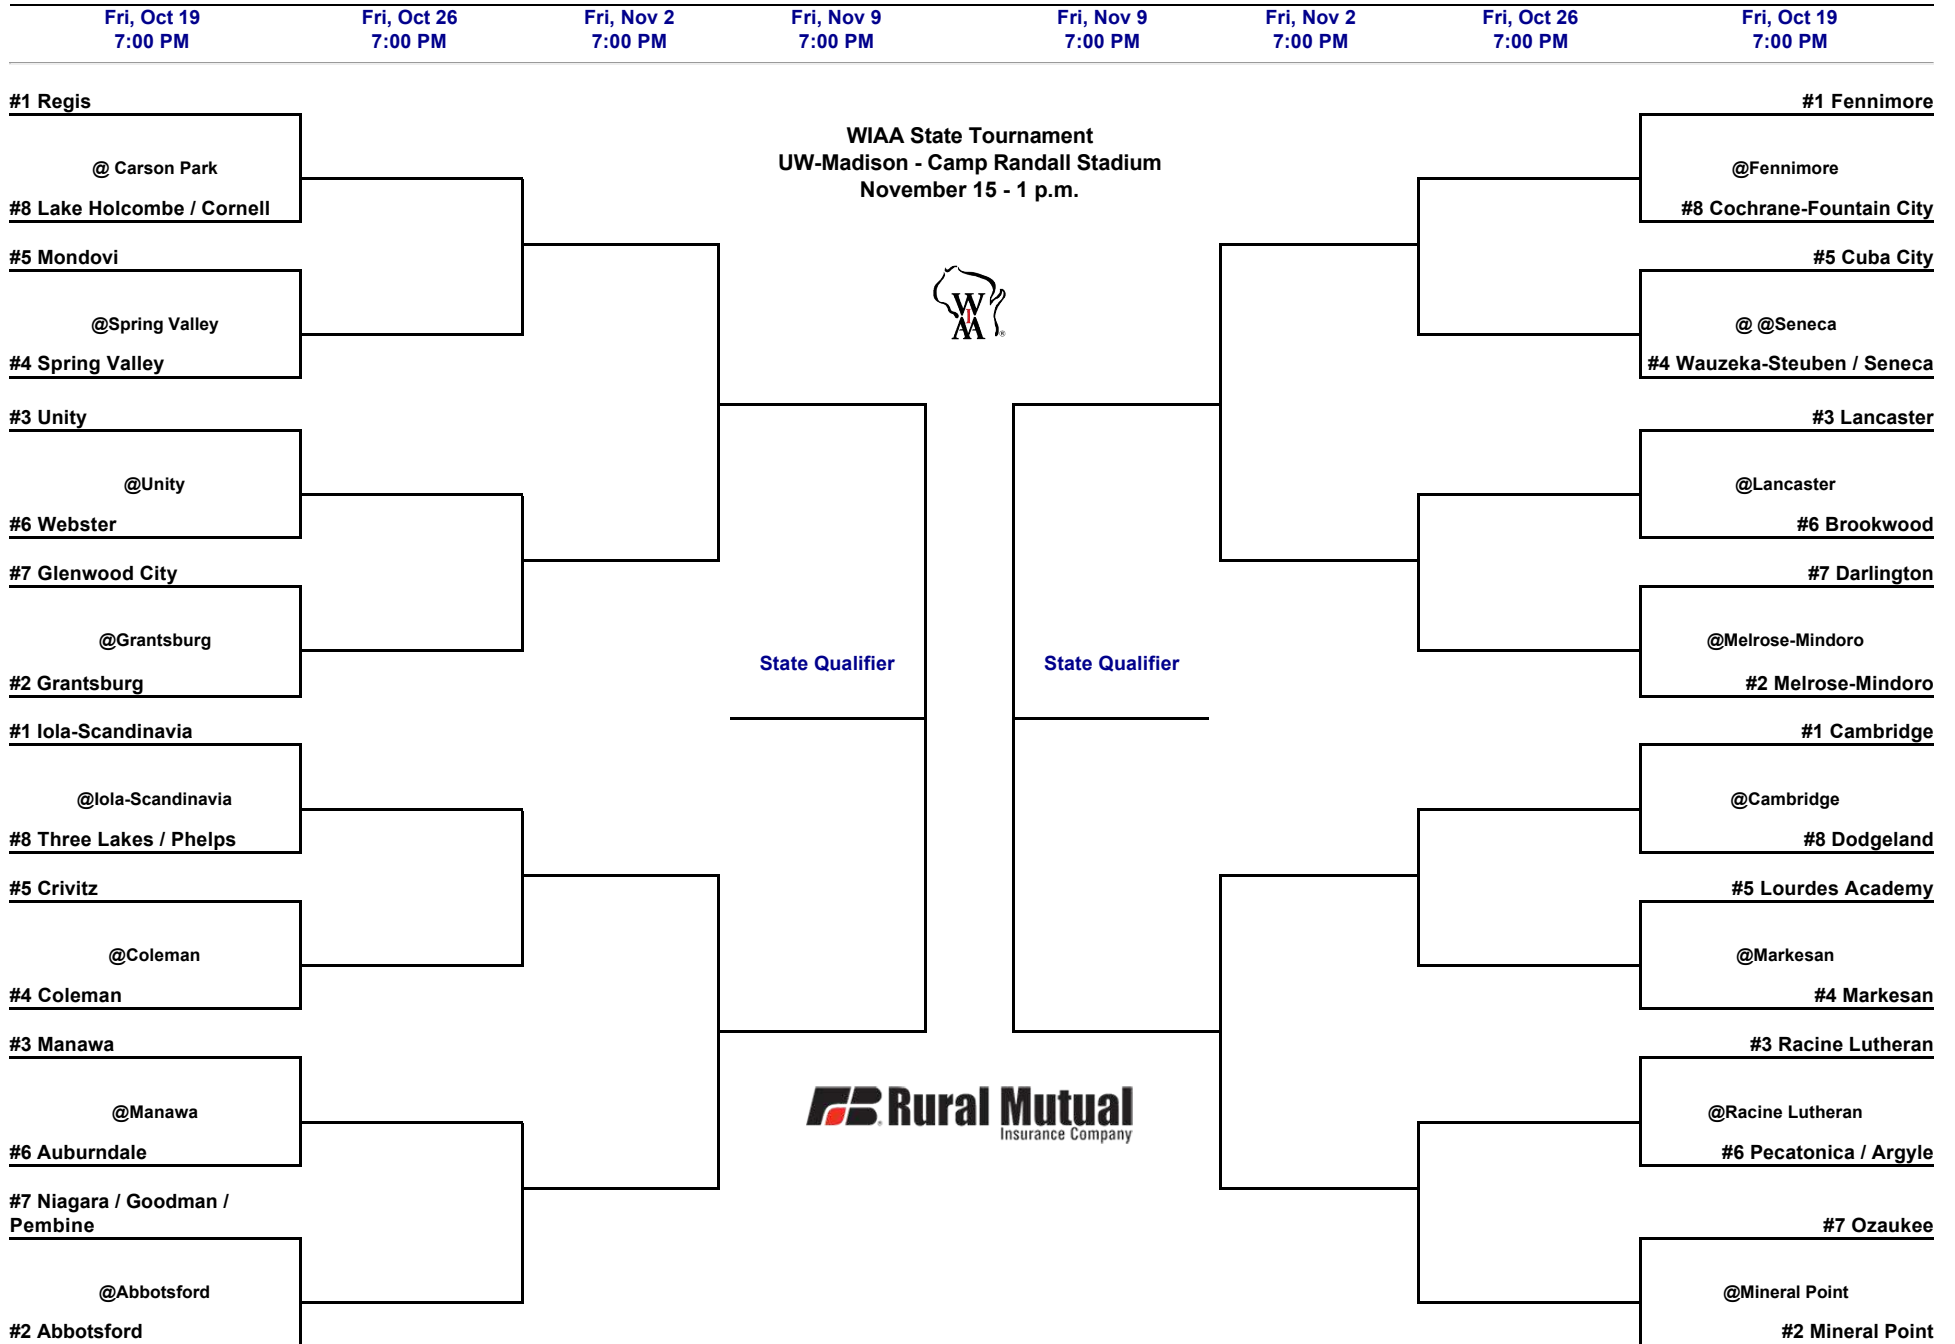 Fri, Oct 19
7:00 PM
Fri, Oct 26
7:00 PM
Fri, Nov 2
7:00 PM
Fri, Nov 9
7:00 PM
Fri, Nov 9
7:00 PM
Fri, Nov 2
7:00 PM
Fri, Oct 26
7:00 PM
Fri, Oct 19
7:00 PM
#1 Regis
@ Carson Park
#8 Lake Holcombe / Cornell
#5 Mondovi
@Spring Valley
#4 Spring Valley
#3 Unity
@Unity
#6 Webster
#7 Glenwood City
@Grantsburg
#2 Grantsburg
#1 Iola-Scandinavia
@Iola-Scandinavia
#8 Three Lakes / Phelps
#5 Crivitz
@Coleman
#4 Coleman
#3 Manawa
@Manawa
#6 Auburndale
#7 Niagara / Goodman /
Pembine
@Abbotsford
#2 Abbotsford
WIAA State Tournament
UW-Madison - Camp Randall Stadium
November 15 - 1 p.m.
WIAA
®
State Qualifier
State Qualifier
FB Rural Mutual
Insurance Company
#1 Fennimore
@Fennimore
#8 Cochrane-Fountain City
#5 Cuba City
@ @Seneca
#4 Wauzeka-Steuben / Seneca
#3 Lancaster
@Lancaster
#6 Brookwood
#7 Darlington
@Melrose-Mindoro
#2 Melrose-Mindoro
#1 Cambridge
@Cambridge
#8 Dodgeland
#5 Lourdes Academy
@Markesan
#4 Markesan
#3 Racine Lutheran
@Racine Lutheran
#6 Pecatonica / Argyle
#7 Ozaukee
@Mineral Point
#2 Mineral Point